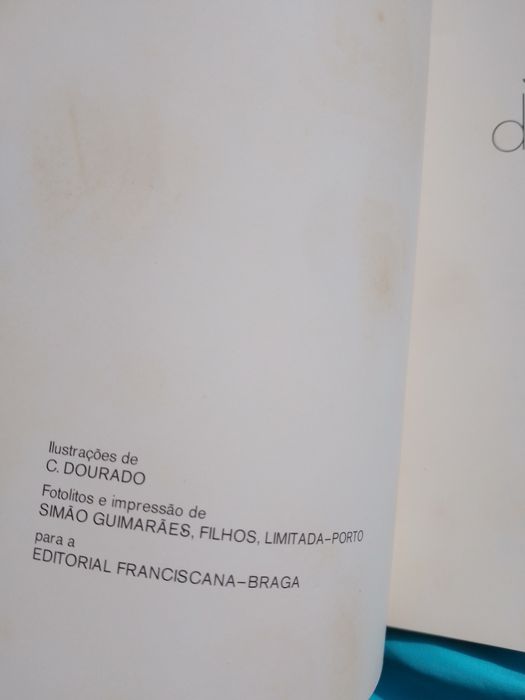 Ilustrações de
C. DOURADO
Fotolitos e impressão de
SIMÃO GUIMARÃES, FILHOS, LIMITADA-PORTO
para a
EDITORIAL FRANCISCANA-BRAGA